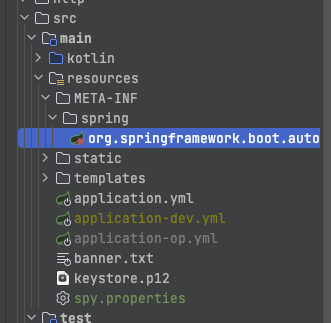 http
src
main
kotlin
resources
META-INF
spring
org.springframework.boot.auto
static
templates
application.yml
application-dev.yml
application-op.yml
banner.txt
keystore.p12
spy.properties
test